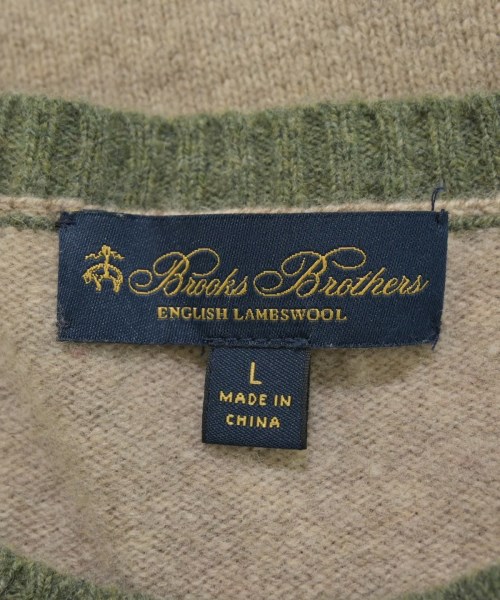 Brooks Brothers
ENGLISH LAMBSWOOL
L
MADE IN
CHINA